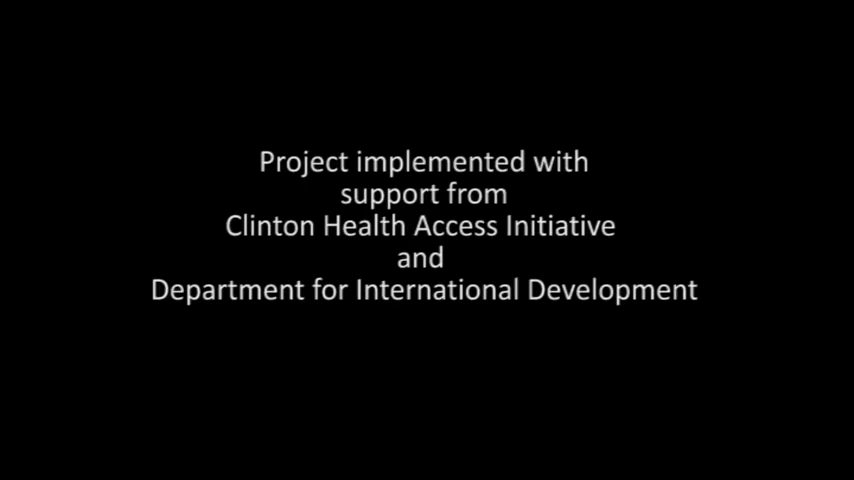 Project implemented with
support from
Clinton Health Access Initiative
and
Department for International Development